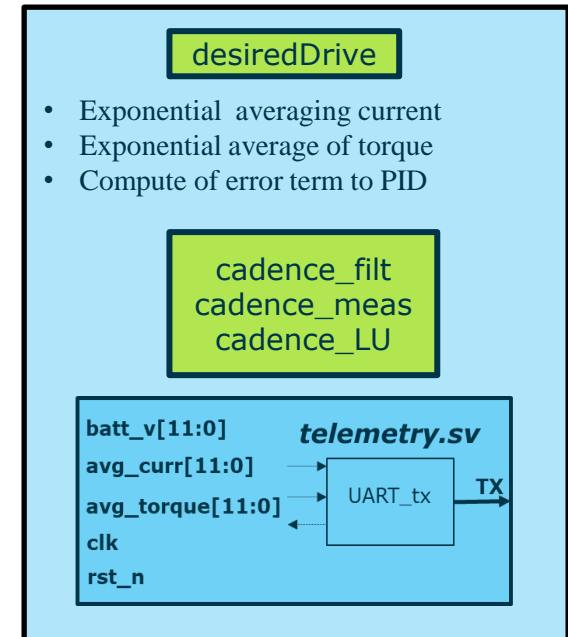 desiredDrive
• Exponential averaging current
• Exponential average of torque
• Compute of error term to PID
cadence_filt
cadence_meas
cadence_LU
batt_v[11:0]
telemetry.sv
avg_curr[11:0]
avg_torque[11:0]
UART_tx
TX
clk
rst_n